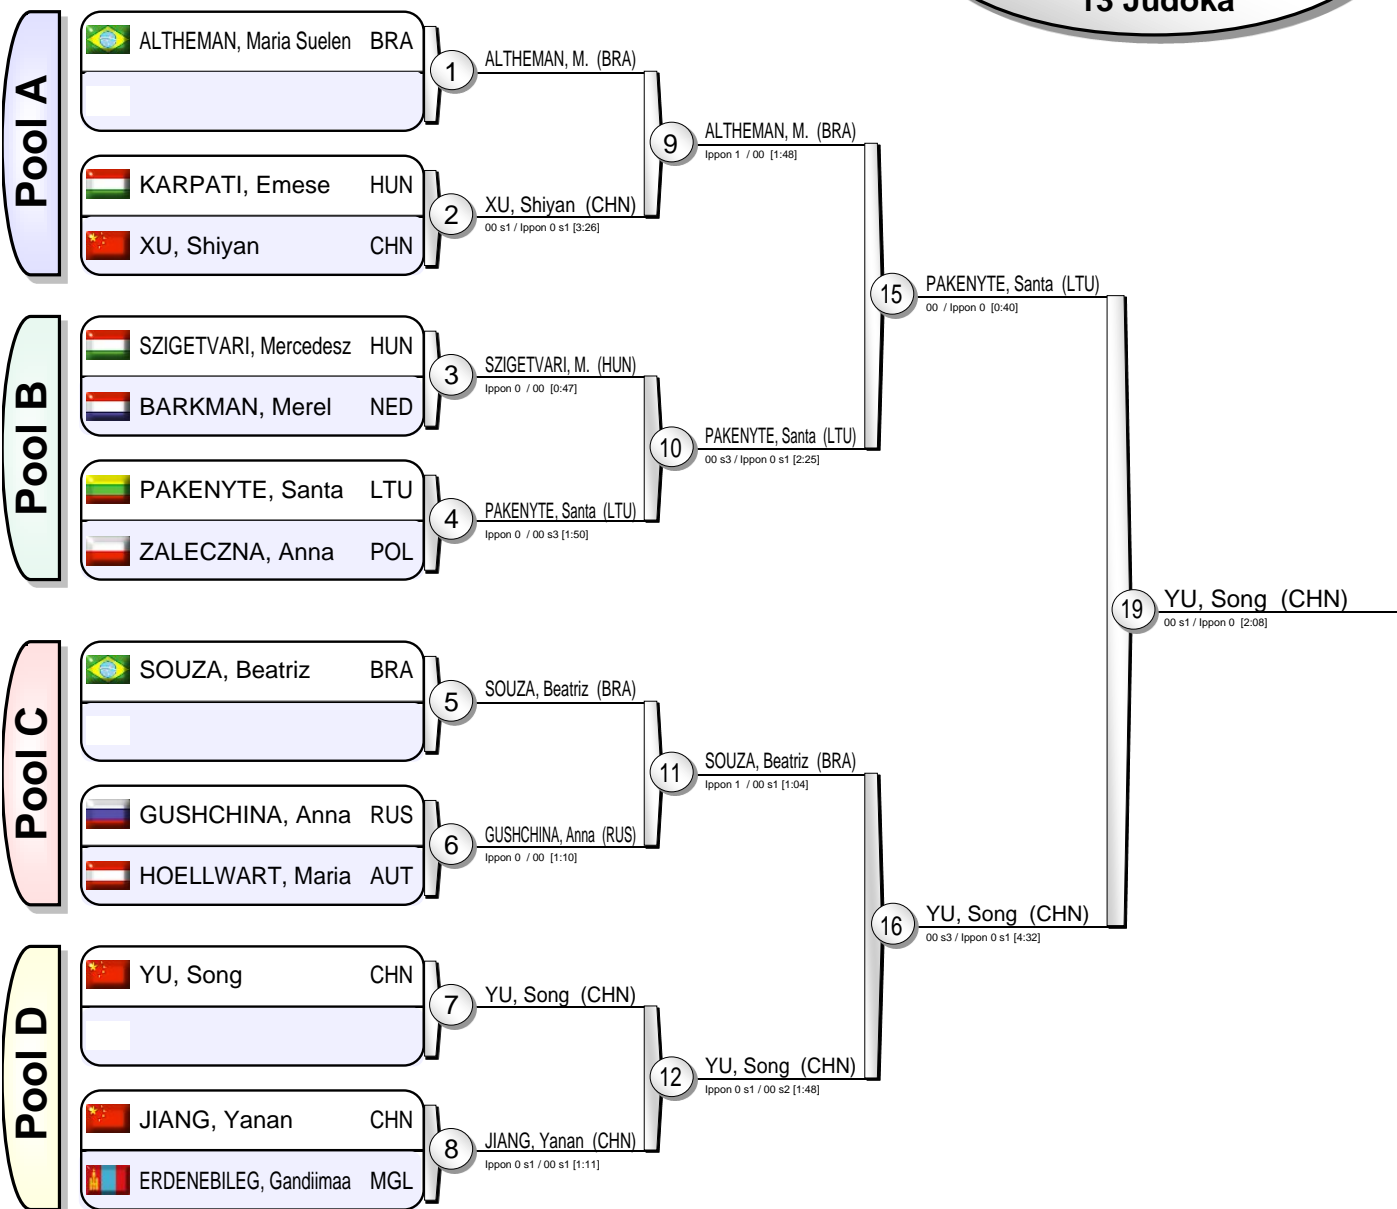 13 Judoka
Pool A
ALTHEMAN, Maria Suelen BRA
KARPATI, Emese HUN
XU, Shiyan CHN
Pool B
SZIGETVARI, Mercedesz HUN
BARKMAN, Merel NED
PAKENYTE, Santa LTU
ZALECZNA, Anna POL
Pool C
SOUZA, Beatriz BRA
GUSHCHINA, Anna RUS
HOELLWART, Maria AUT
Pool D
YU, Song CHN
JIANG, Yanan CHN
ERDENEBILEG, Gandiimaa MGL
1
ALTHEMAN, M. (BRA)
2
XU, Shiyan (CHN)
00 s1 / Ippon 0 s1 [3:26]
3
SZIGETVARI, M. (HUN)
Ippon 0 / 00 [0:47]
4
PAKENYTE, Santa (LTU)
Ippon 0 / 00 s3 [1:50]
5
SOUZA, Beatriz (BRA)
6
GUSHCHINA, Anna (RUS)
Ippon 0 / 00 [1:10]
7
YU, Song (CHN)
8
JIANG, Yanan (CHN)
Ippon 0 s1 / 00 s1 [1:11]
9
ALTHEMAN, M. (BRA)
Ippon 1 / 00 [1:48]
10
PAKENYTE, Santa (LTU)
00 s3 / Ippon 0 s1 [2:25]
11
SOUZA, Beatriz (BRA)
Ippon 1 / 00 s1 [1:04]
12
YU, Song (CHN)
Ippon 0 s1 / 00 s2 [1:48]
15
PAKENYTE, Santa (LTU)
00 / Ippon 0 [0:40]
16
YU, Song (CHN)
00 s3 / Ippon 0 s1 [4:32]
19
YU, Song (CHN)
00 s1 / Ippon 0 [2:08]